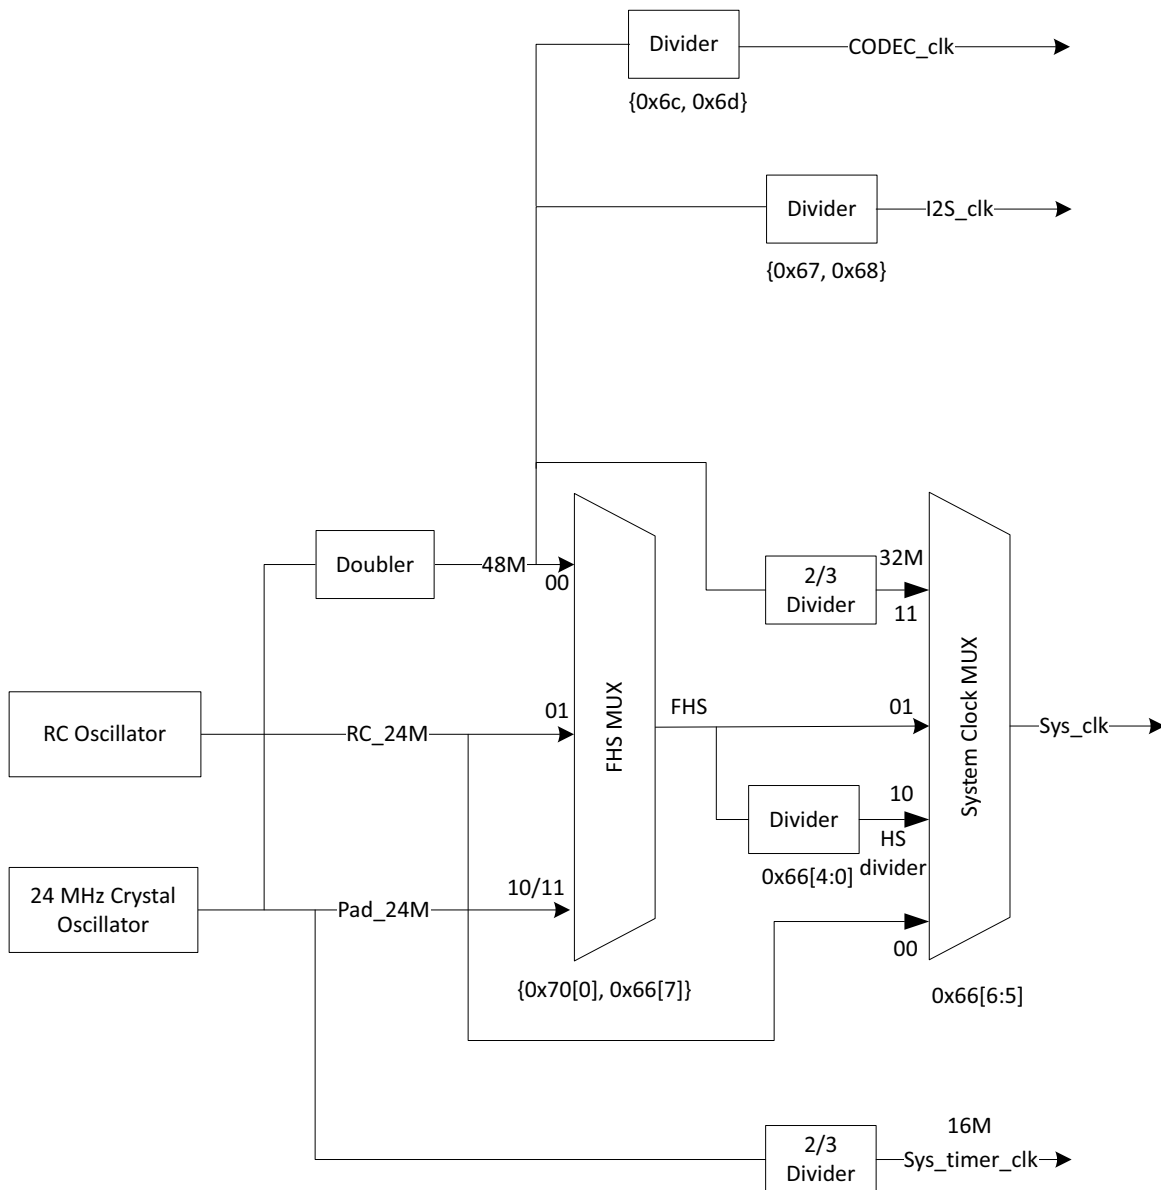 Divider
CODEC_clk
{0x6c, 0x6d}
Divider
I2S_clk
{0x67, 0x68}
Doubler
48M
00
2/3
Divider
32M
11
FHS MUX
System Clock MUX
RC Oscillator
RC_24M
01
FHS
01
Sys_clk
Divider
10
HS
divider
0x66[4:0]
24 MHz Crystal
Oscillator
Pad_24M
10/11
00
{0x70[0], 0x66[7]}
0x66[6:5]
2/3
Divider
16M
Sys_timer_clk